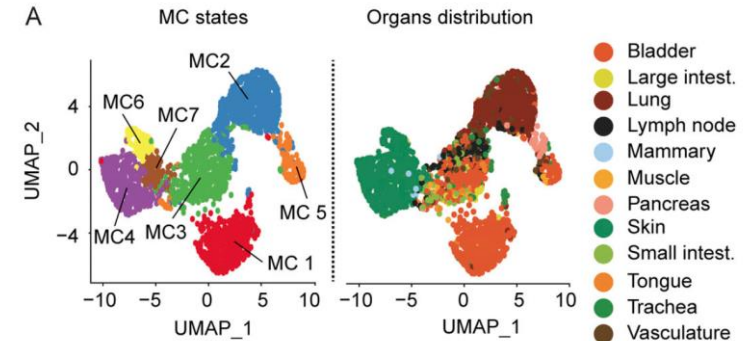 A
MC states
Organs distribution
MC2
MC6
MC7
MC4
MC3
MC 5
MC 1
UMAP_2
4
0
−4
−10
−5
0
5
10
UMAP_1
−10
−5
0
5
10
UMAP_1
Bladder
Large intest.
Lung
Lymph node
Mammary
Muscle
Pancreas
Skin
Small intest.
Tongue
Trachea
Vasculature